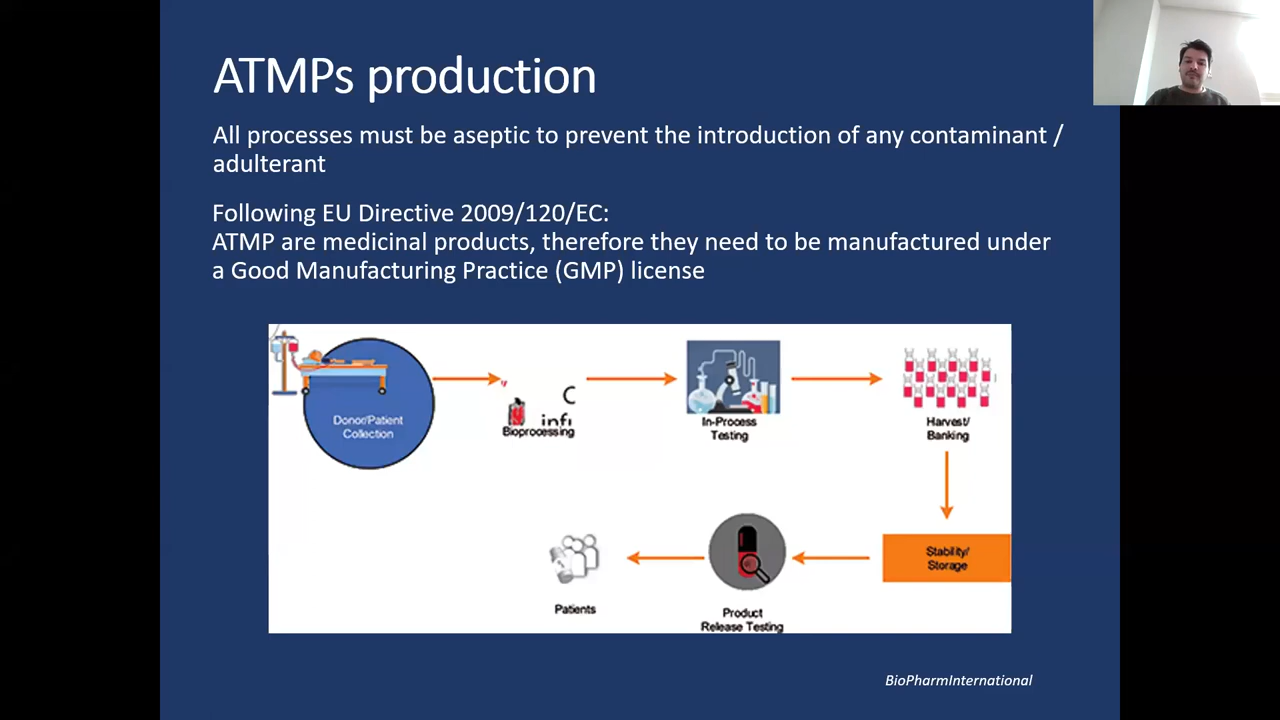 ATMPs production
All processes must be aseptic to prevent the introduction of any contaminant /
adulterant
Following EU Directive 2009/120/EC:
ATMP are medicinal products, therefore they need to be manufactured under
a Good Manufacturing Practice (GMP) license
Donor/Patient
Collection
Bioprocessing
In-Process
Testing
Harvest/
Banking
Stability/
Storage
Product
Release Testing
Patients
BioPharmInternational